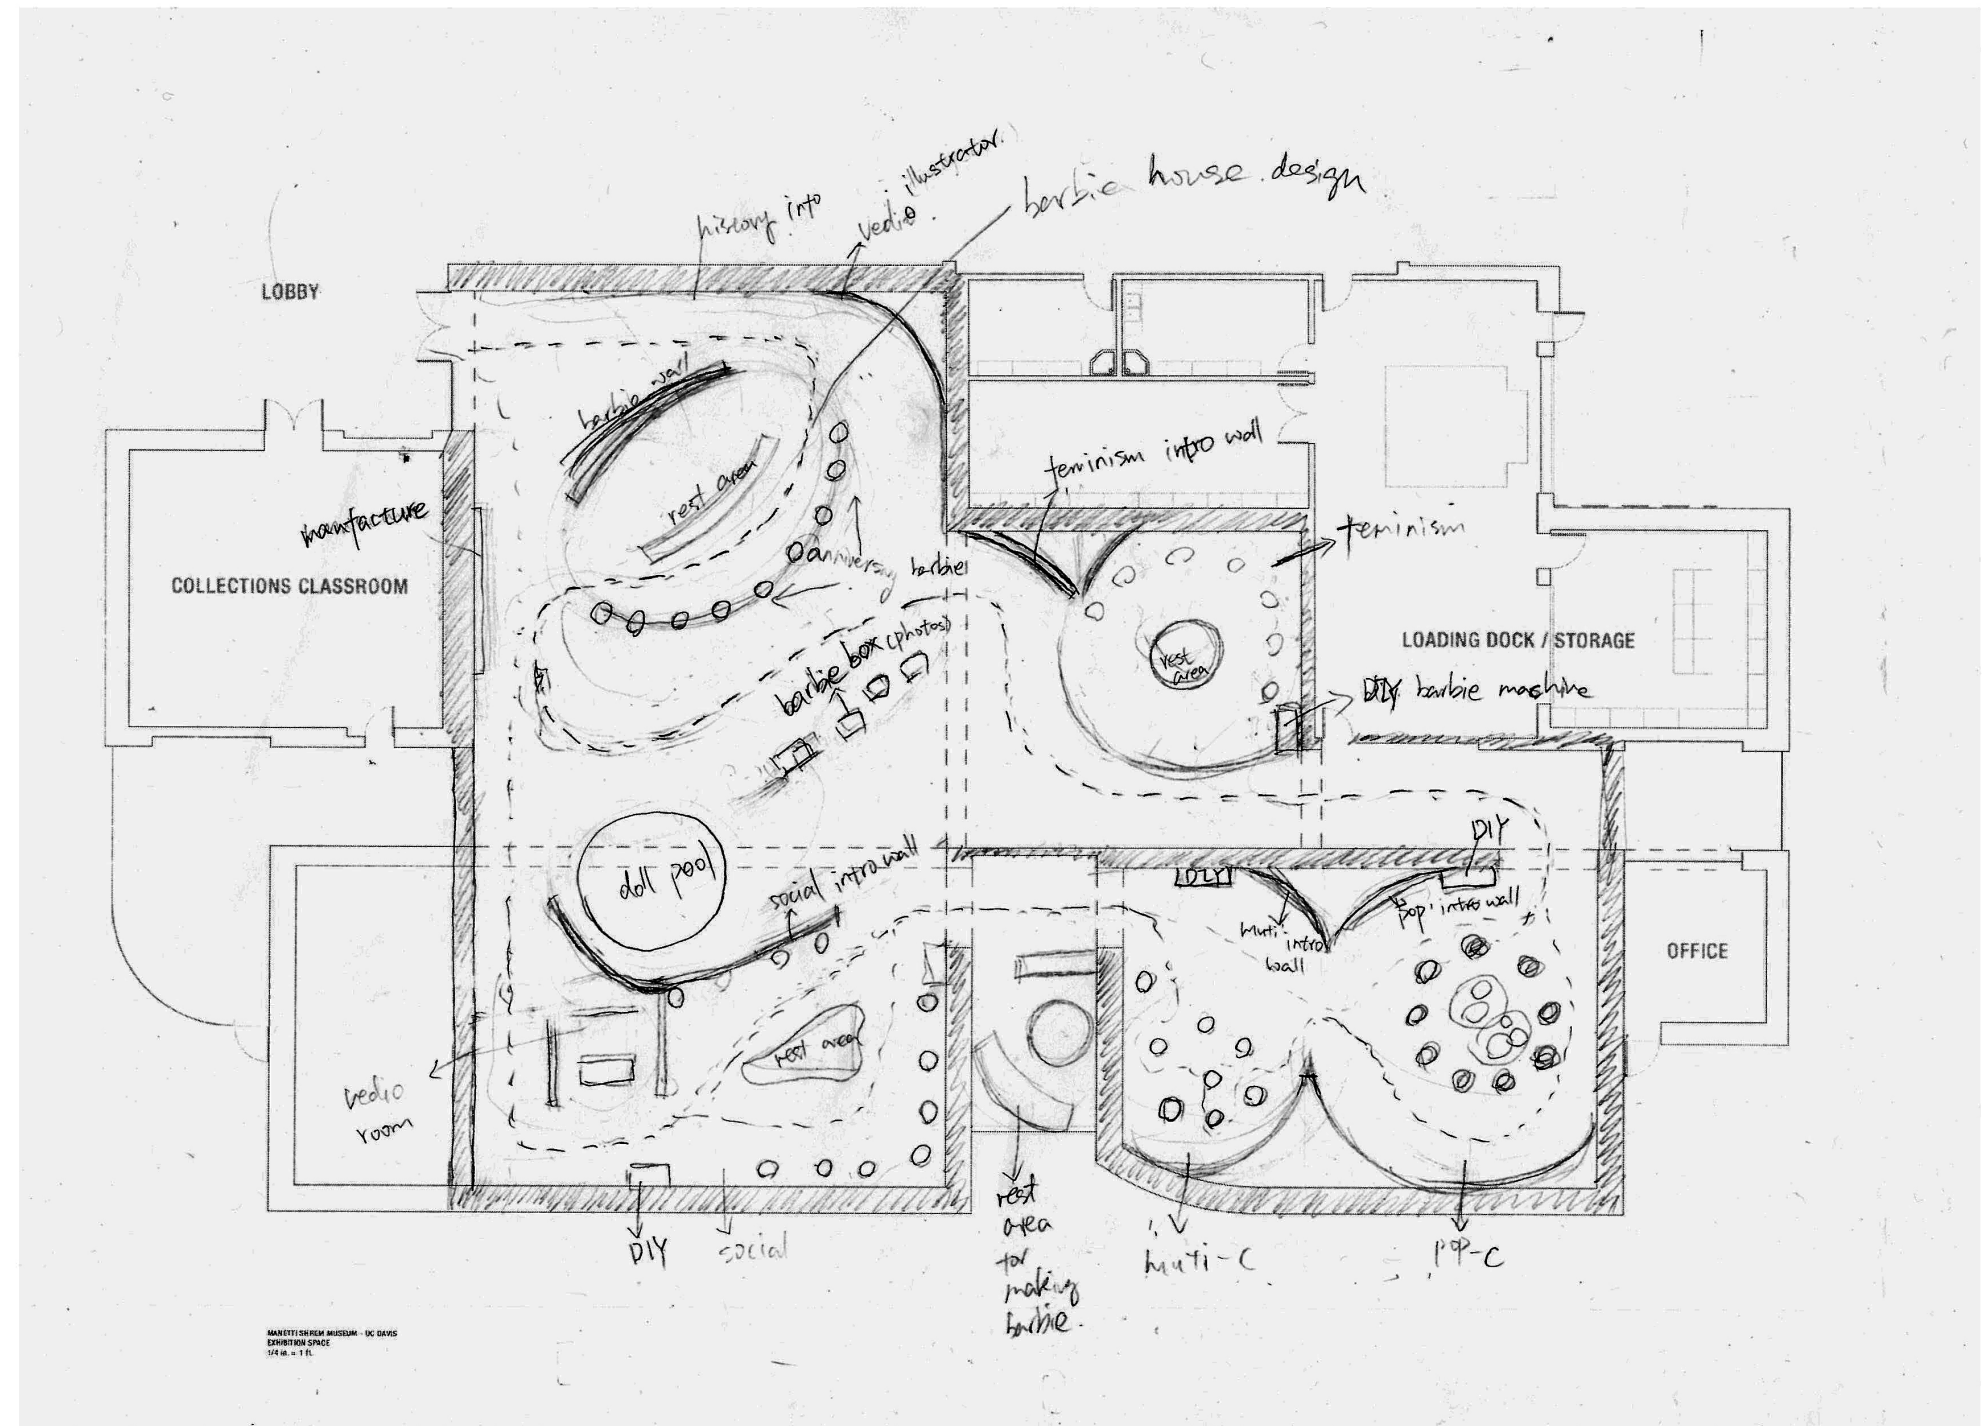 illustrator.
history into
vedio.
barbie house design
LOBBY
barbie wall
rest area
feminism intro wall
manfacture
feminism
anniversay barbie
COLLECTIONS CLASSROOM
barbie box (photos)
rest
area
LOADING DOCK / STORAGE
DIY barbie mashine
DIY
doll pool
social intro wall
DIY
muti-
intro
wall
pop' intro wall
OFFICE
rest area
vedio
room
rest
area
for
making
barbie.
DIY
social
muti-C
pop-C
MANETTI SHREM MUSEUM - UC DAVIS
EXHIBITION SPACE
1/4 in. = 1 ft.